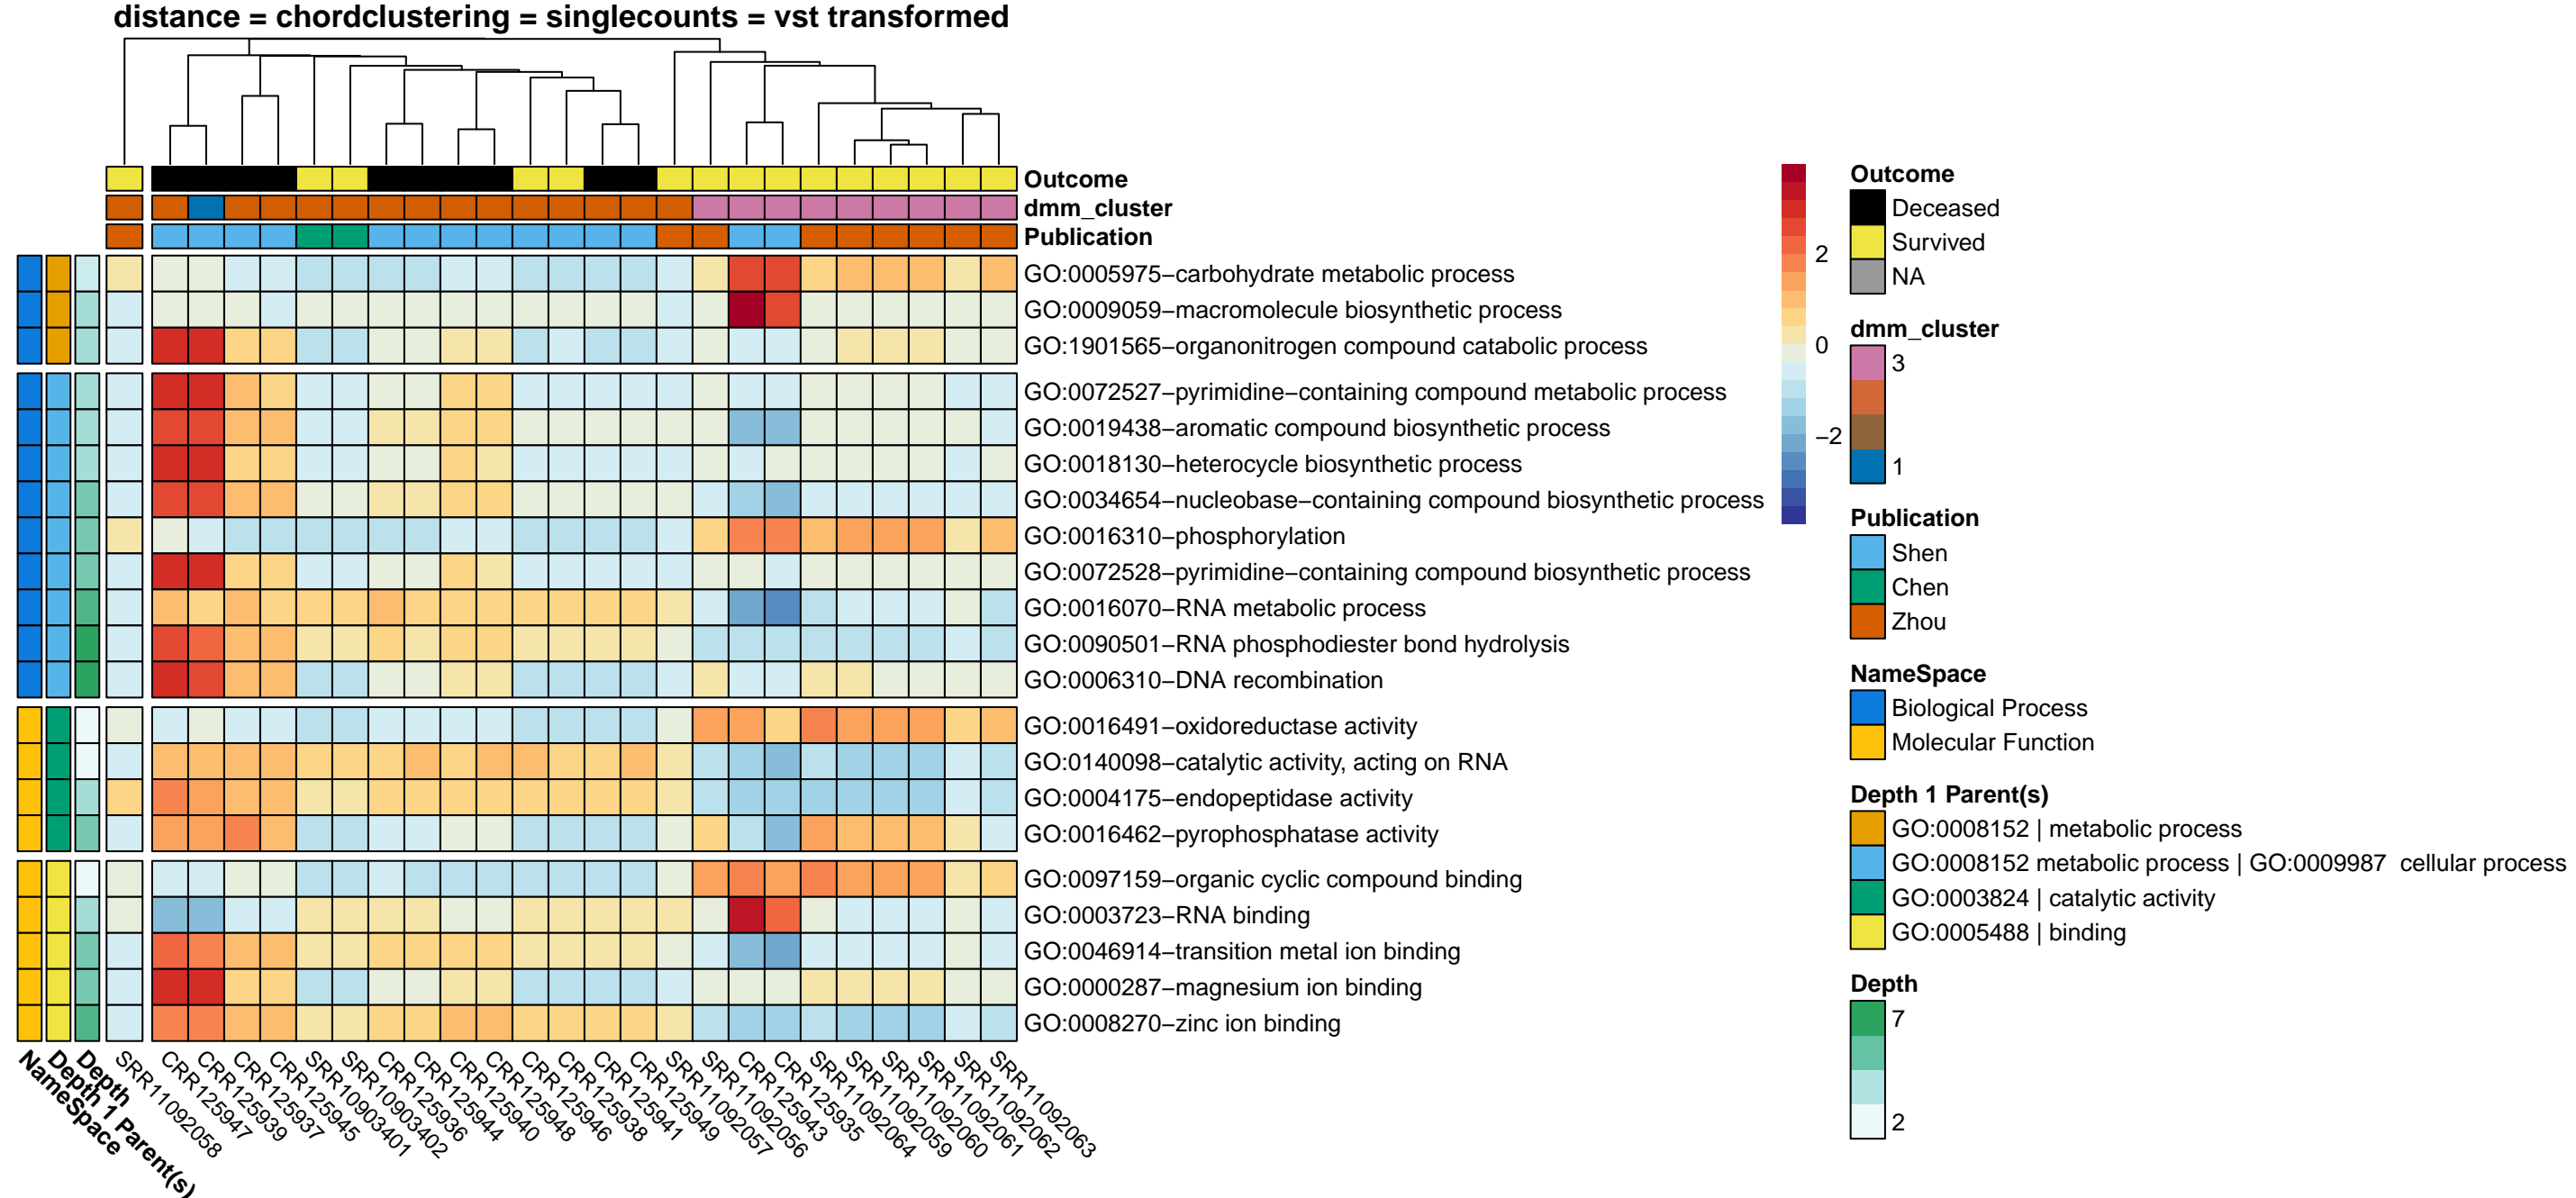 distance = chordclustering = singlecounts = vst transformed
Outcome
dmm_cluster
Publication
GO:0005975−carbohydrate metabolic process
GO:0009059−macromolecule biosynthetic process
GO:1901565−organonitrogen compound catabolic process
GO:0072527−pyrimidine−containing compound metabolic process
GO:0019438−aromatic compound biosynthetic process
GO:0018130−heterocycle biosynthetic process
GO:0034654−nucleobase−containing compound biosynthetic process
GO:0016310−phosphorylation
GO:0072528−pyrimidine−containing compound biosynthetic process
GO:0016070−RNA metabolic process
GO:0090501−RNA phosphodiester bond hydrolysis
GO:0006310−DNA recombination
GO:0016491−oxidoreductase activity
GO:0140098−catalytic activity, acting on RNA
GO:0004175−endopeptidase activity
GO:0016462−pyrophosphatase activity
GO:0097159−organic cyclic compound binding
GO:0003723−RNA binding
GO:0046914−transition metal ion binding
GO:0000287−magnesium ion binding
GO:0008270−zinc ion binding
NameSpace
Depth 1 Parent(s)
Depth
SRR11092058
CRR125947
CRR125939
CRR125937
CRR125945
SRR10903401
SRR10903402
CRR125936
CRR125944
CRR125940
CRR125948
CRR125946
CRR125938
CRR125941
CRR125949
SRR11092057
SRR11092056
CRR125943
CRR125935
SRR11092064
SRR11092059
SRR11092060
SRR11092061
SRR11092062
SRR11092063
2
0
−2
Outcome
Deceased
Survived
NA
dmm_cluster
3
1
Publication
Shen
Chen
Zhou
NameSpace
Biological Process
Molecular Function
Depth 1 Parent(s)
GO:0008152 | metabolic process
GO:0008152 metabolic process | GO:0009987 cellular process
GO:0003824 | catalytic activity
GO:0005488 | binding
Depth
7
2